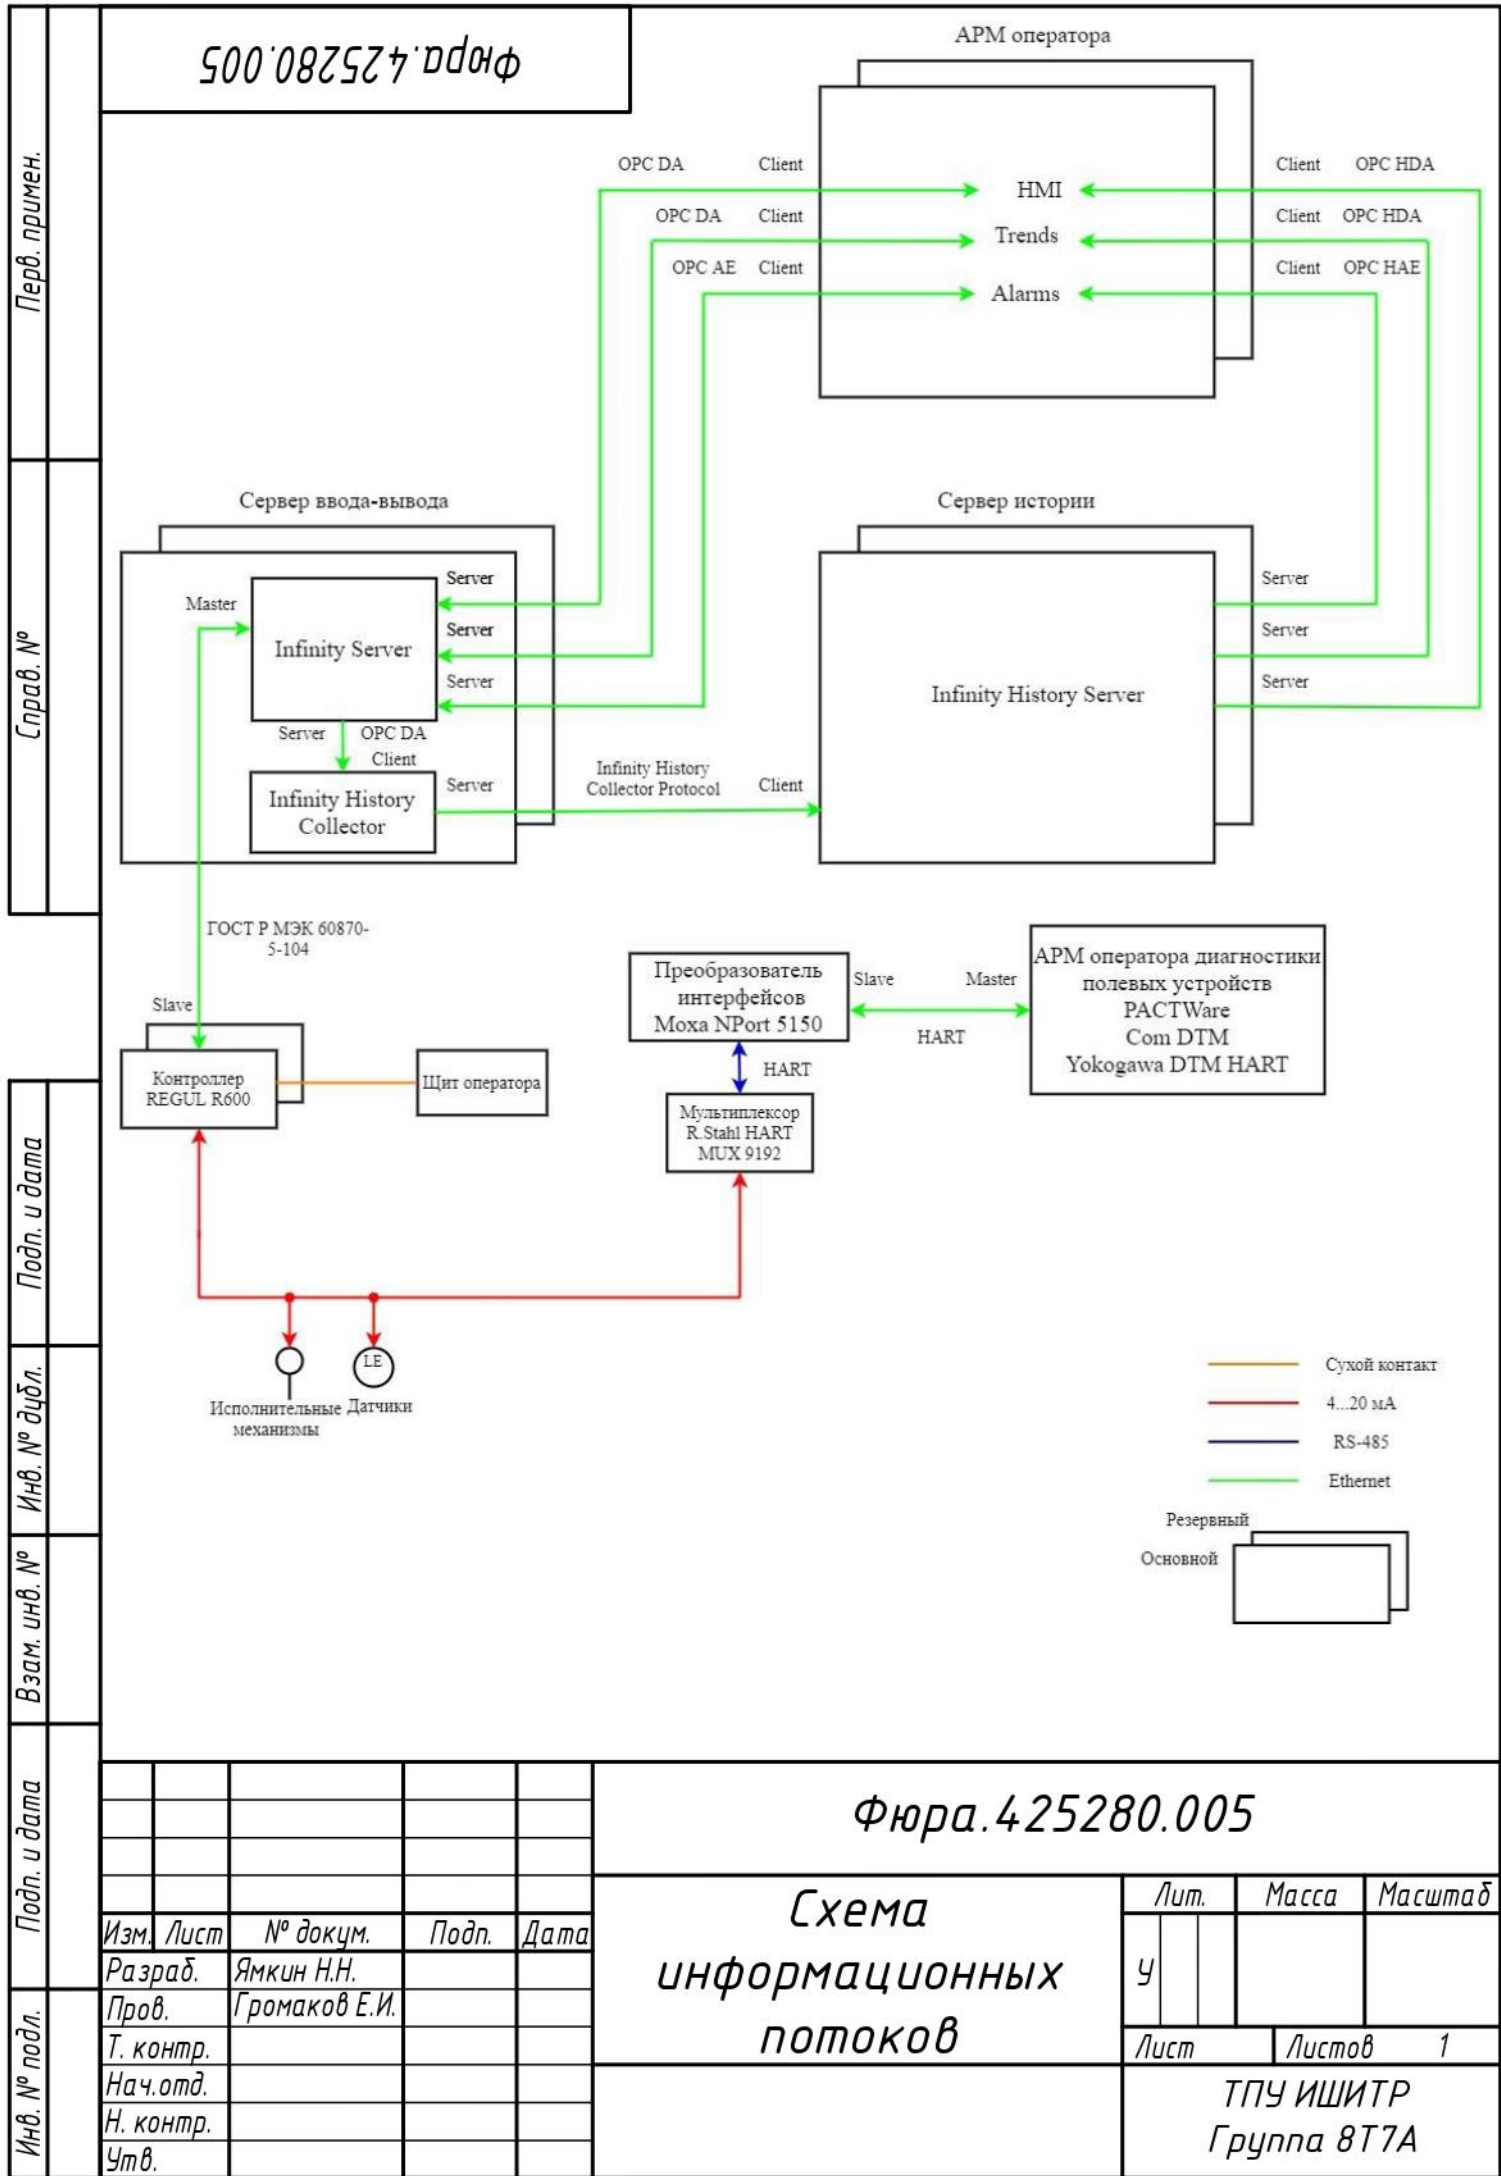 Фюра.425280.005
Перв. примен.
Справ. №
Подп. и дата
Инв. № дубл.
Взам. инв. №
Подп. и дата
Инв. № подл.
АРМ оператора
OPC DA Client
HMI
Client OPC HDA
OPC DA Client
Trends
Client OPC HDA
OPC AE Client
Alarms
Client OPC HAE
Сервер ввода-вывода
Master
Infinity Server
Server
Server
Server
Server OPC DA
Client
Infinity History
Collector
Server
Infinity History
Collector Protocol
Client
Сервер истории
Infinity History Server
Server
Server
Server
ГОСТ Р МЭК 60870-
5-104
Slave
Контроллер
REGUL R600
Щит оператора
Преобразователь
интерфейсов
Moxa NPort 5150
Slave Master
HART
АРМ оператора диагностики
полевых устройств
PACTWare
Com DTM
Yokogawa DTM HART
HART
Мультиплексор
R.Stahl HART
MUX 9192
LE
Исполнительные
механизмы
Датчики
Сухой контакт
4...20 мА
RS-485
Ethernet
Резервный
Основной
Фюра.425280.005
Схема
информационных
потоков
Лит. Масса Масштаб
У
Лист Листов 1
ТПУ ИШИТР
Группа 8Т7А
Изм. Лист № докум. Подп. Дата
Разраб. Ямкин Н.Н.
Пров. Громаков Е.И.
Т. контр.
Нач.отд.
Н. контр.
Утв.